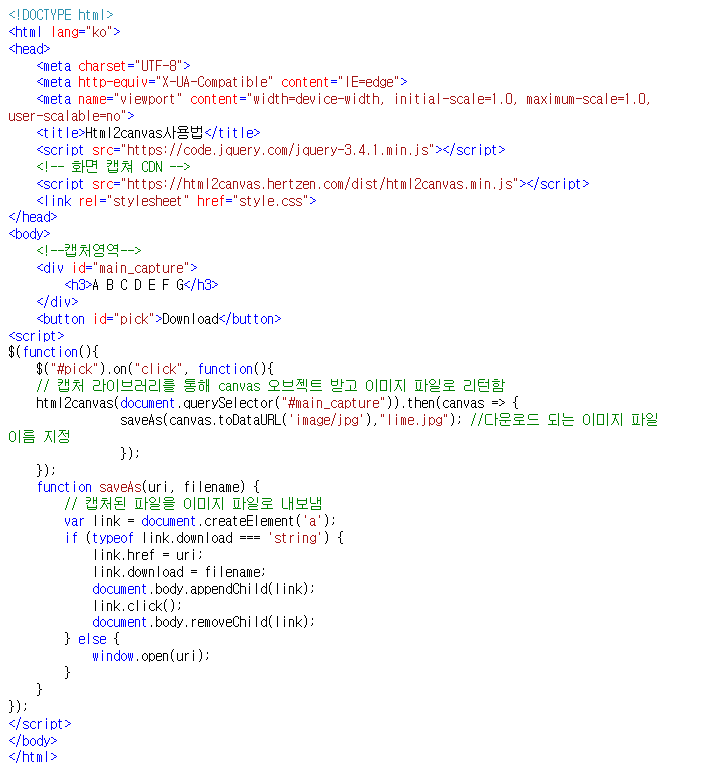 <!DOCTYPE html>
<html lang="ko">
<head>
    <meta charset="UTF-8">
    <meta http-equiv="X-UA-Compatible" content="IE=edge">
    <meta name="viewport" content="width=device-width, initial-scale=1.0, maximum-scale=1.0,
user-scalable=no">
    <title>Html2canvas사용법</title>
    <script src="https://code.jquery.com/jquery-3.4.1.min.js"></script>
    <!-- 화면 캡쳐 CDN -->
    <script src="https://html2canvas.hertzen.com/dist/html2canvas.min.js"></script>
    <link rel="stylesheet" href="style.css">
</head>
<body>
    <!--캡처영역-->
    <div id="main_capture">
        <h3>A B C D E F G</h3>
    </div>
    <button id="pick">Download</button>
<script>
$(function(){
    $("#pick").on("click", function(){
    // 캡처 라이브러리를 통해 canvas 오브젝트 받고 이미지 파일로 리턴함
    html2canvas(document.querySelector("#main_capture")).then(canvas => {
                saveAs(canvas.toDataURL('image/jpg'),"lime.jpg"); //다운로드 되는 이미지 파일
이름 지정
                });
    });
    function saveAs(uri, filename) {
        // 캡처된 파일을 이미지 파일로 내보냄
        var link = document.createElement('a');
        if (typeof link.download === 'string') {
            link.href = uri;
            link.download = filename;
            document.body.appendChild(link);
            link.click();
            document.body.removeChild(link);
        } else {
            window.open(uri);
        }
    }
});
</script>
</body>
</html>